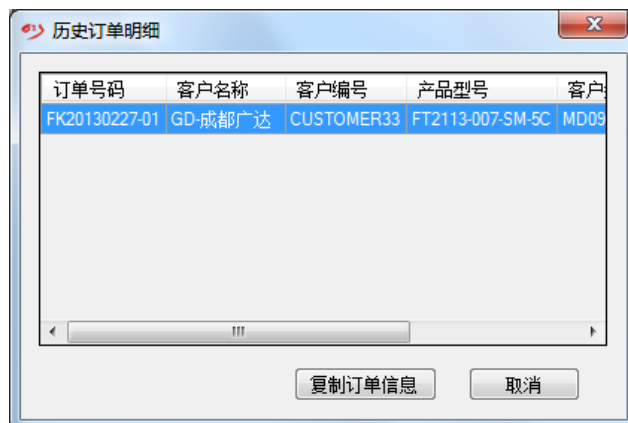 历史订单明细
订单号码 客户名称 客户编号 产品型号 客户
FK20130227-01 GD-成都广达 CUSTOMER33 FT2113-007-SM-5C MD09
复制订单信息 取消